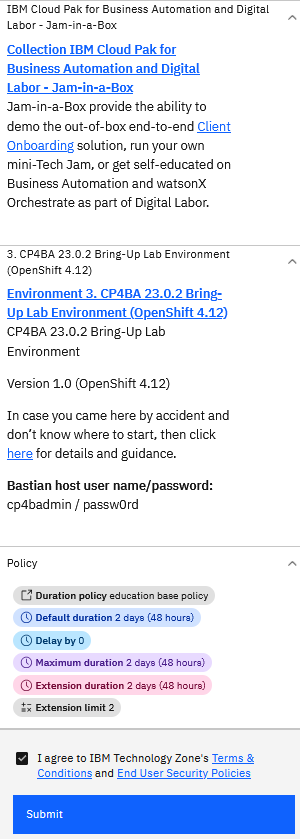 IBM Cloud Pak for Business Automation and Digital
Labor - Jam-in-a-Box
Collection IBM Cloud Pak for
Business Automation and Digital
Labor - Jam-in-a-Box
Jam-in-a-Box provide the ability to
demo the out-of-box end-to-end Client
Onboarding solution, run your own
mini-Tech Jam, or get self-educated on
Business Automation and watsonX
Orchestrate as part of Digital Labor.
3. CP4BA 23.0.2 Bring-Up Lab Environment
(OpenShift 4.12)
Environment 3. CP4BA 23.0.2 Bring-
Up Lab Environment (OpenShift 4.12)
CP4BA 23.0.2 Bring-Up Lab
Environment
Version 1.0 (OpenShift 4.12)
In case you came here by accident and
don’t know where to start, then click
here for details and guidance.
Bastian host user name/password:
cp4badmin / passw0rd
Policy
Duration policy education base policy
Default duration 2 days (48 hours)
Delay by 0
Maximum duration 2 days (48 hours)
Extension duration 2 days (48 hours)
Extension limit 2
I agree to IBM Technology Zone's Terms &
Conditions and End User Security Policies
Submit